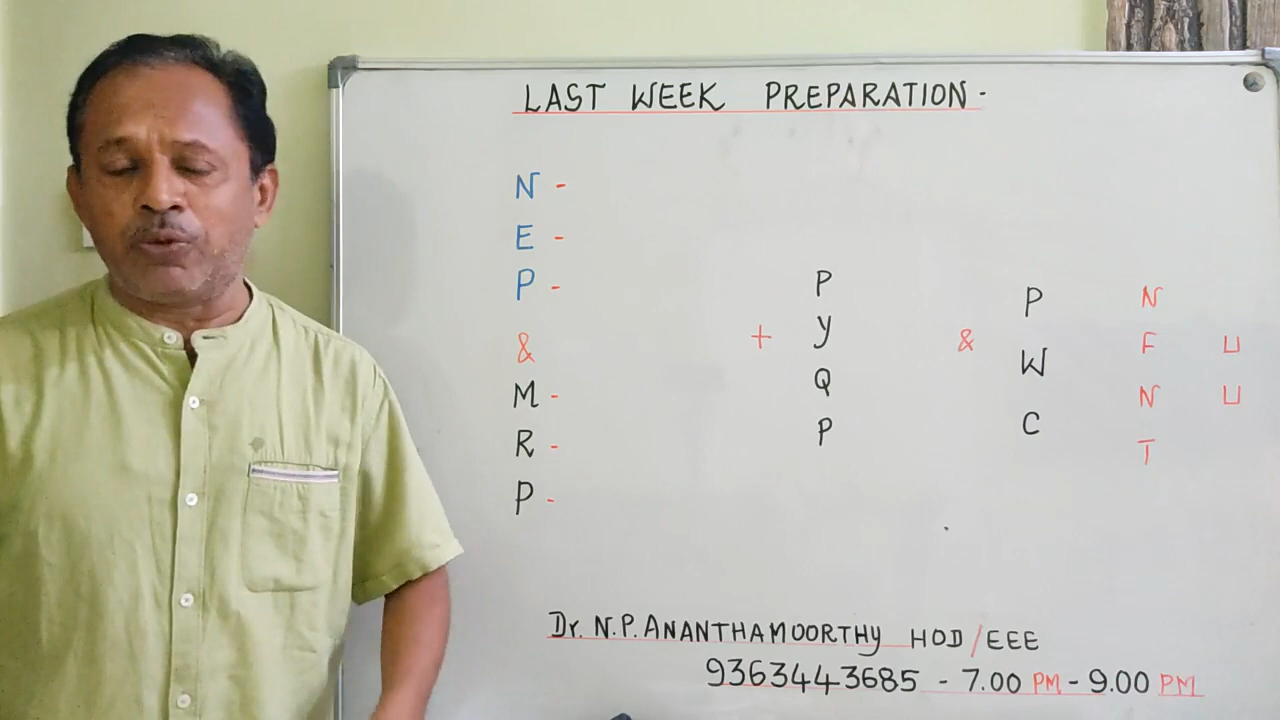 LAST WEEK PREPARATION -
N -
E -
P -
&
M -
R -
P -
+
P
Y
Q
P
&
P
W
C
N
F
N
T
U
U
Dr. N.P. ANANTHAMOORTHY HOD/EEE
9363443685 - 7.00 PM - 9.00 PM